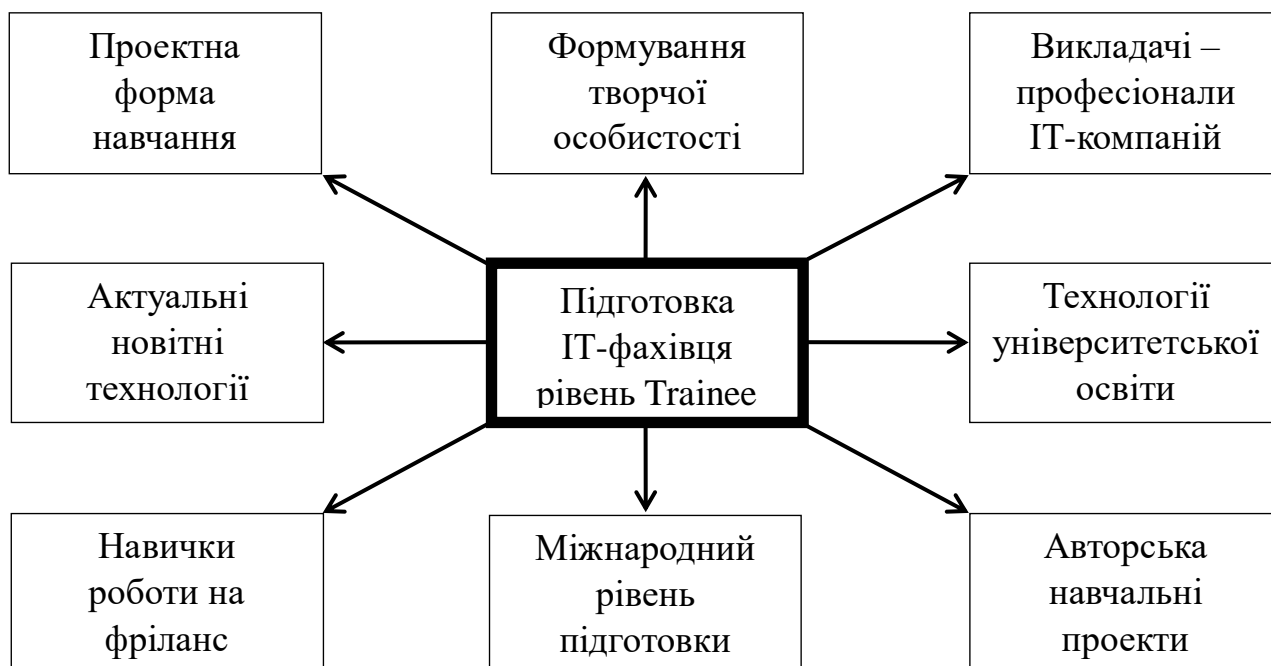 Проектна
форма
навчання
Формування
творчої
особистості
Викладачі –
професіонали
ІТ-компаній
Актуальні
новітні
технології
Підготовка
ІТ-фахівця
рівень Trainee
Технології
університетської
освіти
Навички
роботи на
фріланс
Міжнародний
рівень
підготовки
Авторська
навчальні
проекти